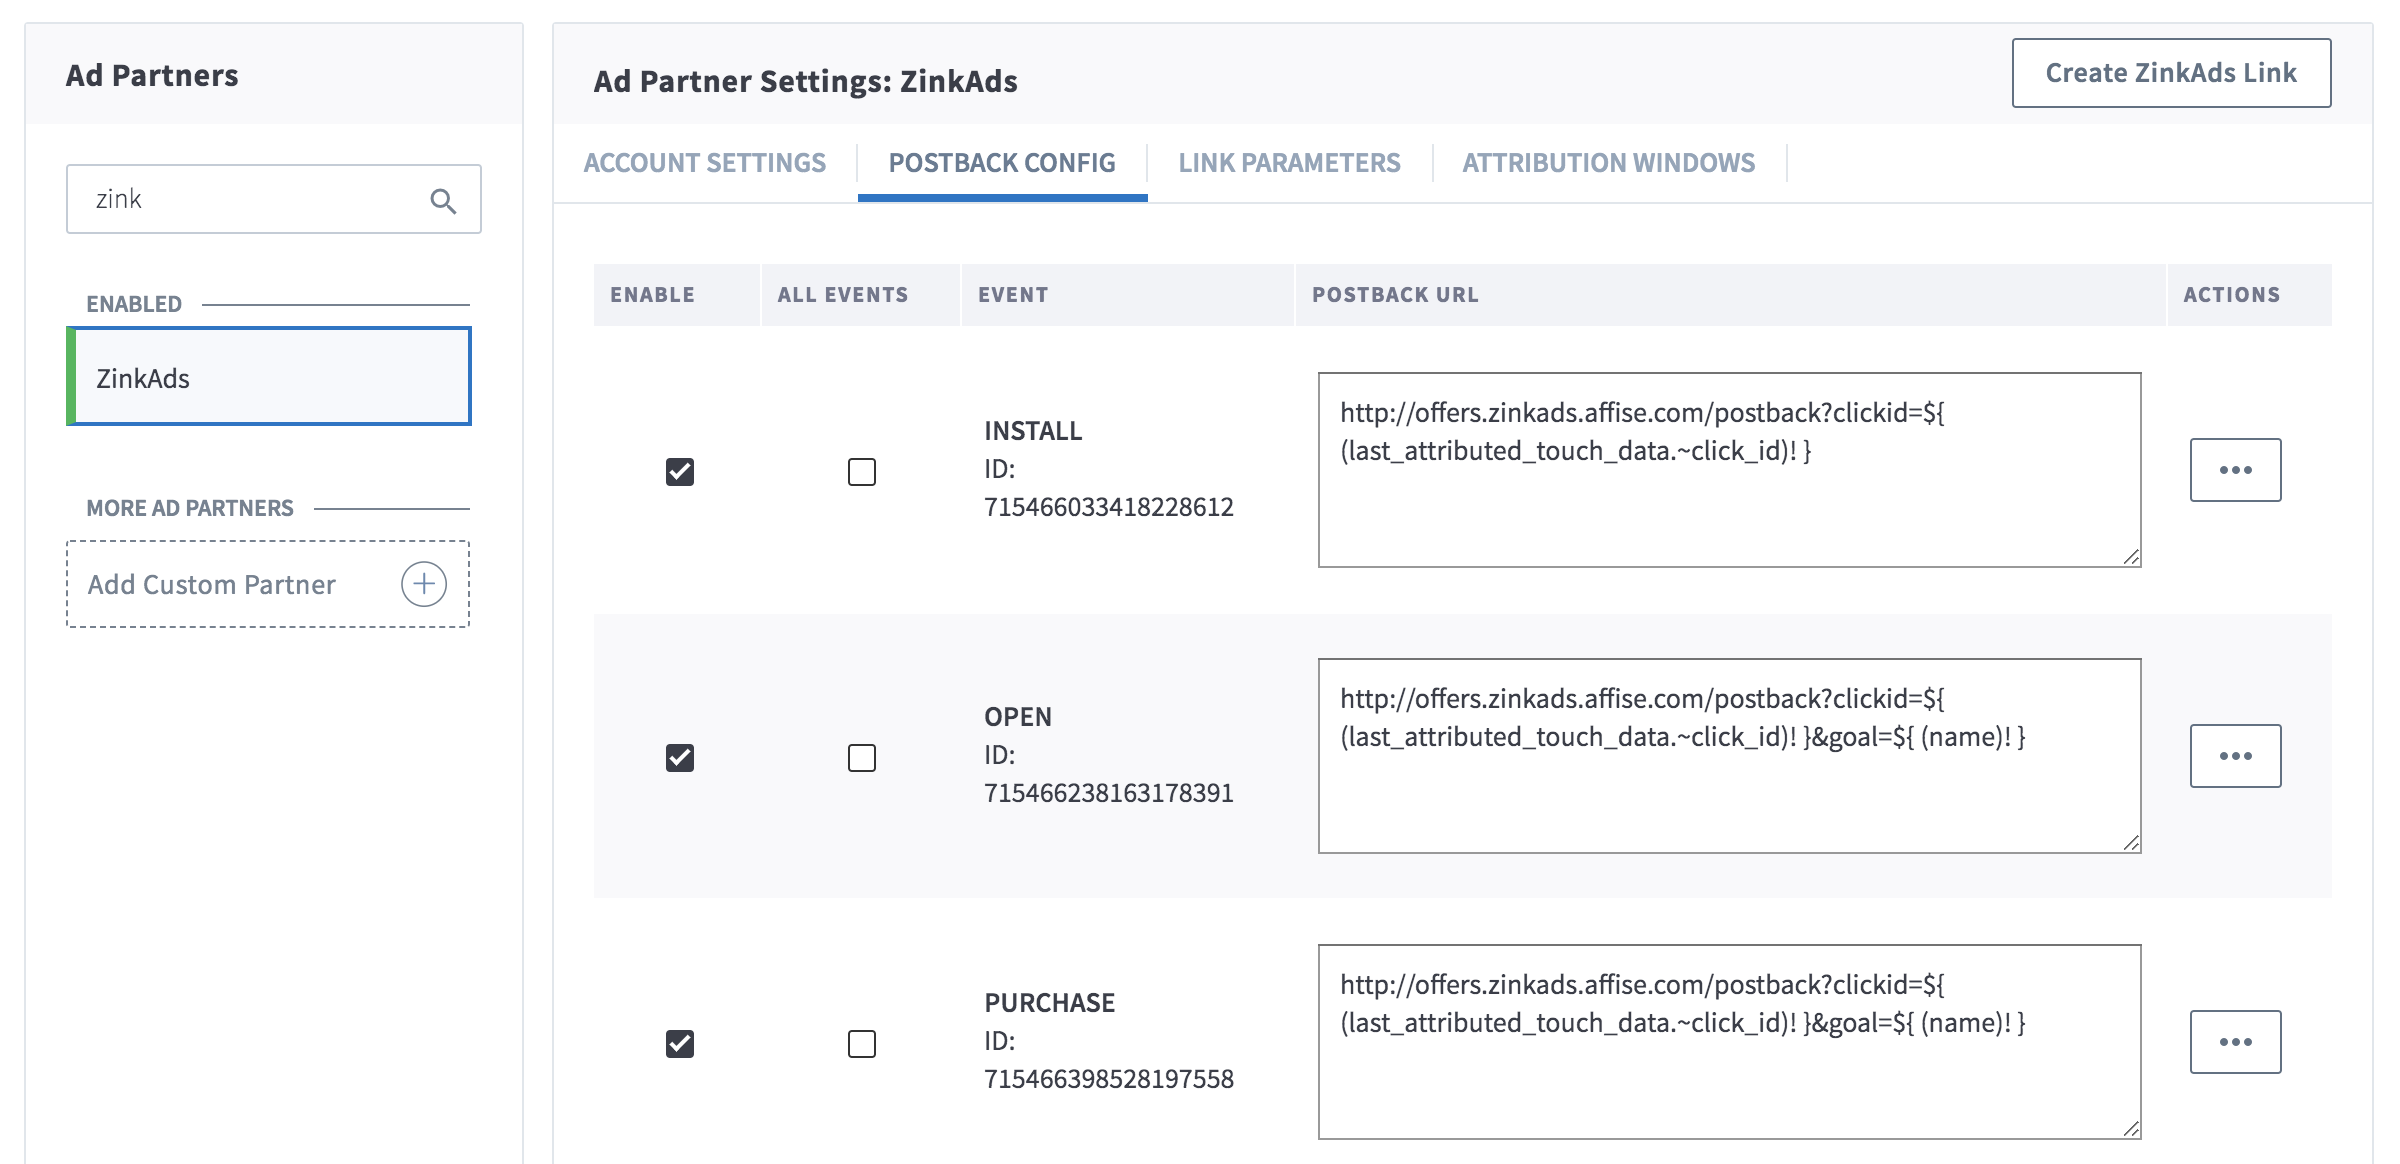 Ad Partners
zink
ENABLED
ZinkAds
MORE AD PARTNERS
Add Custom Partner
Ad Partner Settings: ZinkAds
Create ZinkAds Link
ACCOUNT SETTINGS
POSTBACK CONFIG
LINK PARAMETERS
ATTRIBUTION WINDOWS
ENABLE
ALL EVENTS
EVENT
POSTBACK URL
ACTIONS
INSTALL
ID:
715466033418228612
http://offers.zinkads.affise.com/postback?clickid=${
(last_attributed_touch_data.~click_id)! }
OPEN
ID:
715466238163178391
http://offers.zinkads.affise.com/postback?clickid=${
(last_attributed_touch_data.~click_id)! }&goal=${ (name)! }
PURCHASE
ID:
715466398528197558
http://offers.zinkads.affise.com/postback?clickid=${
(last_attributed_touch_data.~click_id)! }&goal=${ (name)! }